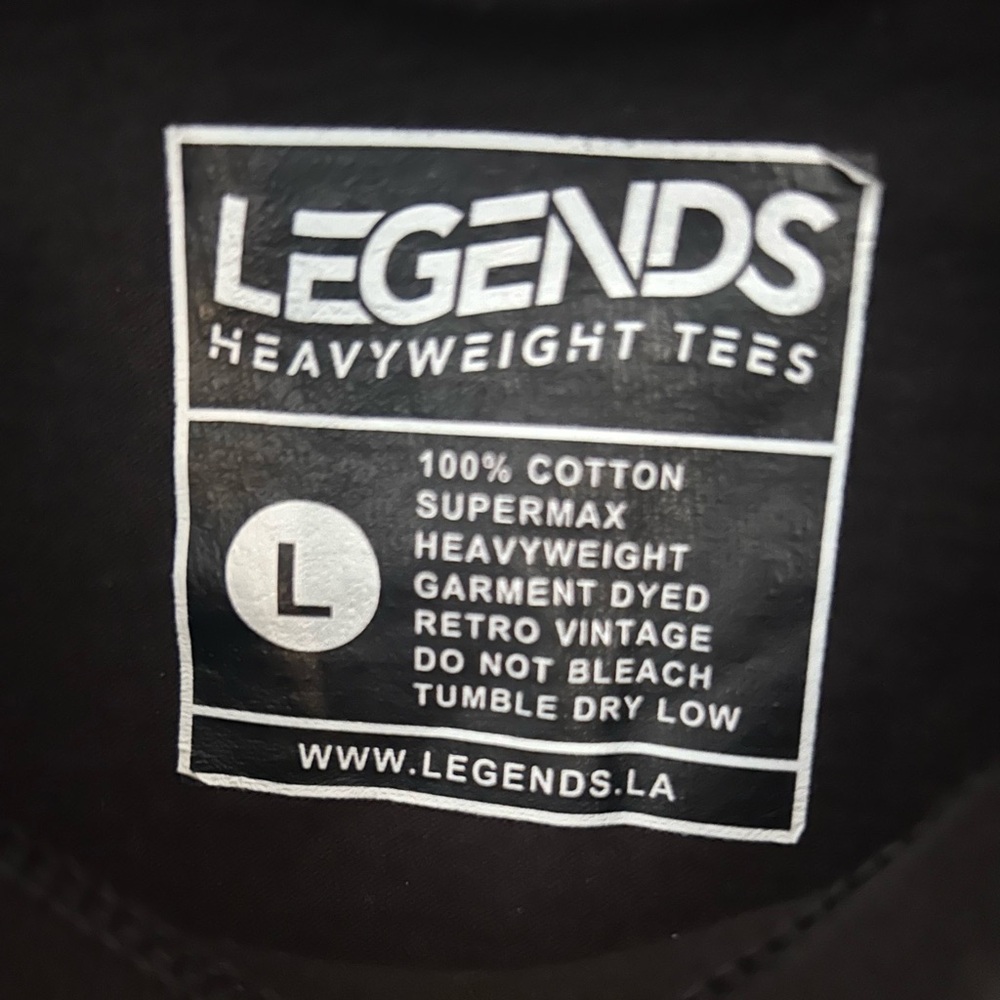 LEGENDS
HEAVYWEIGHT TEES
L
100% COTTON
SUPERMAX
HEAVYWEIGHT
GARMENT DYED
RETRO VINTAGE
DO NOT BLEACH
TUMBLE DRY LOW
WWW.LEGENDS.LA